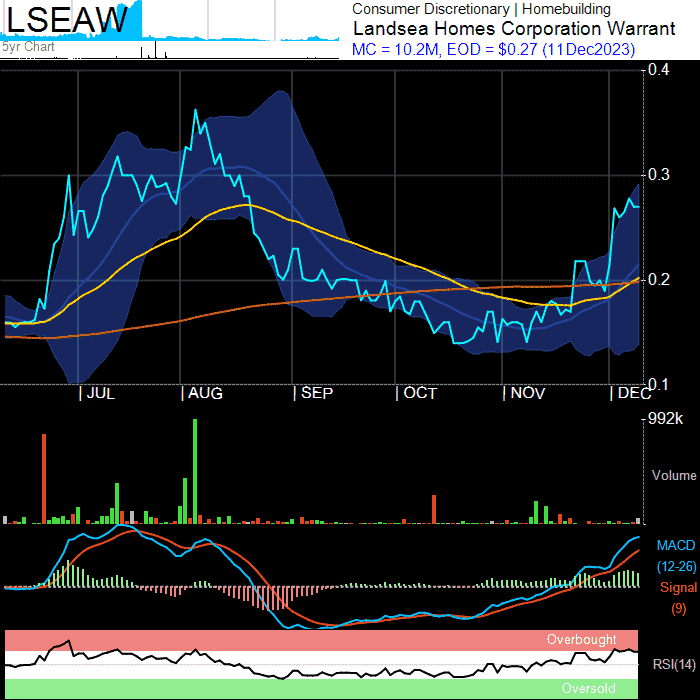 LSEAW
5yr Chart
Consumer Discretionary | Homebuilding
Landsea Homes Corporation Warrant
MC = 10.2M, EOD = $0.27 (11Dec2023)
0.4
0.3
0.2
0.1
JUL AUG SEP OCT NOV DEC
992k
Volume
MACD
(12-26)
Signal
(9)
Overbought
RSI(14)
Oversold